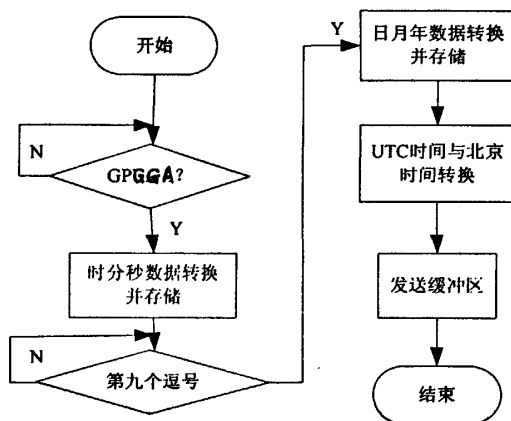 开始
N
GPGGA?
Y
时分秒数据转换
并存储
N
第九个逗号
Y
日月年数据转换
并存储
UTC时间与北京
时间转换
发送缓冲区
结束